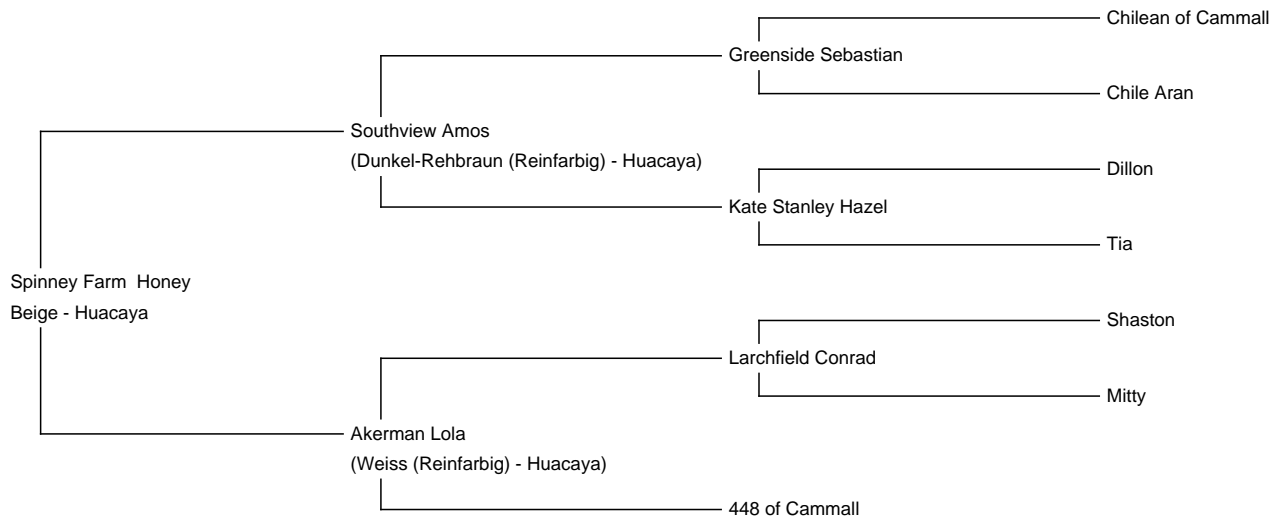 Chilean of Cammall
Greenside Sebastian
Chile Aran
Southview Amos
(Dunkel-Rehbraun (Reinfarbig) - Huacaya)
Dillon
Kate Stanley Hazel
Tia
Spinney Farm  Honey
Beige - Huacaya
Shaston
Larchfield Conrad
Mitty
Akerman Lola
(Weiss (Reinfarbig) - Huacaya)
448 of Cammall